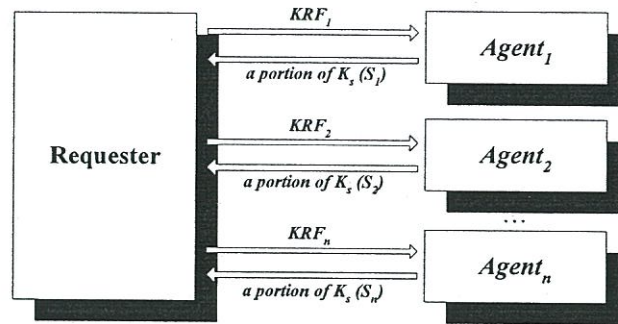 KRF1
Agent1
a portion of Ks (S1)
Requester
KRF2
Agent2
a portion of Ks (S2)
...
KRFn
Agentn
a portion of Ks (Sn)